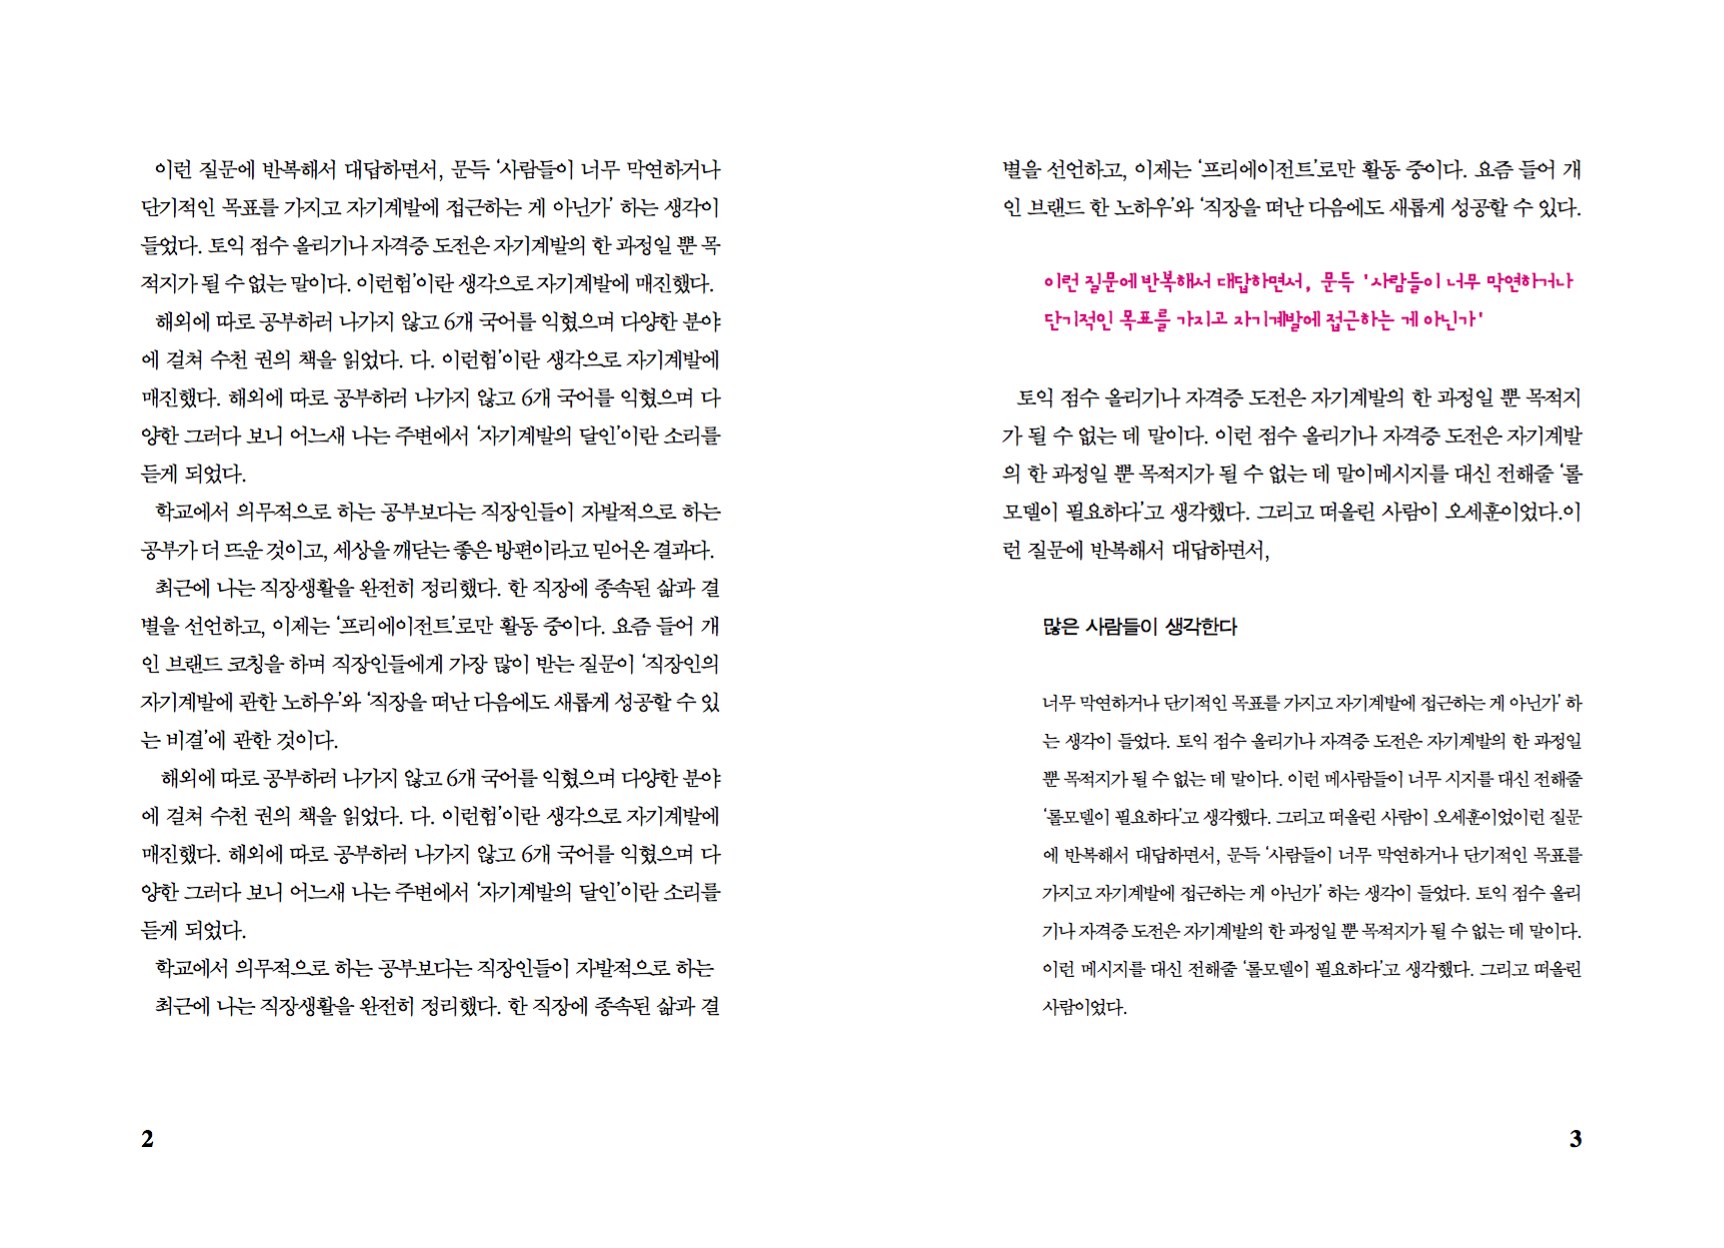 이런 질문에 반복해서 대답하면서, 문득 ‘사람들이 너무 막연하거나
단기적인 목표를 가지고 자기계발에 접근하는 게 아닌가’ 하는 생각이
들었다. 토익 점수 올리기나 자격증 도전은 자기계발의 한 과정일 뿐 목
적지가 될 수 없는 말이다. 이런험’이란 생각으로 자기계발에 매진했다.
해외에 따로 공부하러 나가지 않고 6개 국어를 익혔으며 다양한 분야
에 걸쳐 수천 권의 책을 읽었다. 다. 이런험’이란 생각으로 자기계발에
매진했다. 해외에 따로 공부하러 나가지 않고 6개 국어를 익혔으며 다
양한 그러다 보니 어느새 나는 주변에서 ‘자기계발의 달인’이란 소리를
듣게 되었다.
학교에서 의무적으로 하는 공부보다는 직장인들이 자발적으로 하는
공부가 더 뜨운 것이고, 세상을 깨닫는 좋은 방편이라고 믿어온 결과다.
최근에 나는 직장생활을 완전히 정리했다. 한 직장에 종속된 삶과 결
별을 선언하고, 이제는 ‘프리에이전트’로만 활동 중이다. 요즘 들어 개
인 브랜드 코칭을 하며 직장인들에게 가장 많이 받는 질문이 ‘직장인의
자기계발에 관한 노하우’와 ‘직장을 떠난 다음에도 새롭게 성공할 수 있
는 비결’에 관한 것이다.
해외에 따로 공부하러 나가지 않고 6개 국어를 익혔으며 다양한 분야
에 걸쳐 수천 권의 책을 읽었다. 다. 이런험’이란 생각으로 자기계발에
매진했다. 해외에 따로 공부하러 나가지 않고 6개 국어를 익혔으며 다
양한 그러다 보니 어느새 나는 주변에서 ‘자기계발의 달인’이란 소리를
듣게 되었다.
학교에서 의무적으로 하는 공부보다는 직장인들이 자발적으로 하는
최근에 나는 직장생활을 완전히 정리했다. 한 직장에 종속된 삶과 결
2
별을 선언하고, 이제는 ‘프리에이전트’로만 활동 중이다. 요즘 들어 개
인 브랜드 한 노하우’와 ‘직장을 떠난 다음에도 새롭게 성공할 수 있다.
이런 질문에 반복해서 대답하면서, 문득 '사람들이 너무 막연하거나
단기적인 목표를 가지고 자기계발에 접근하는 게 아닌가'
토익 점수 올리기나 자격증 도전은 자기계발의 한 과정일 뿐 목적지
가 될 수 없는 데 말이다. 이런 점수 올리기나 자격증 도전은 자기계발
의 한 과정일 뿐 목적지가 될 수 없는 데 말이메시지를 대신 전해줄 ‘롤
모델이 필요하다’고 생각했다. 그리고 떠올린 사람이 오세훈이었다.이
런 질문에 반복해서 대답하면서,
많은 사람들이 생각한다
너무 막연하거나 단기적인 목표를 가지고 자기계발에 접근하는 게 아닌가’ 하
는 생각이 들었다. 토익 점수 올리기나 자격증 도전은 자기계발의 한 과정일
뿐 목적지가 될 수 없는 데 말이다. 이런 메사람들이 너무 시지를 대신 전해줄
‘롤모델이 필요하다’고 생각했다. 그리고 떠올린 사람이 오세훈이었이런 질문
에 반복해서 대답하면서, 문득 ‘사람들이 너무 막연하거나 단기적인 목표를
가지고 자기계발에 접근하는 게 아닌가’ 하는 생각이 들었다. 토익 점수 올리
기나 자격증 도전은 자기계발의 한 과정일 뿐 목적지가 될 수 없는 데 말이다.
이런 메시지를 대신 전해줄 ‘롤모델이 필요하다’고 생각했다. 그리고 떠올린
사람이었다.
3